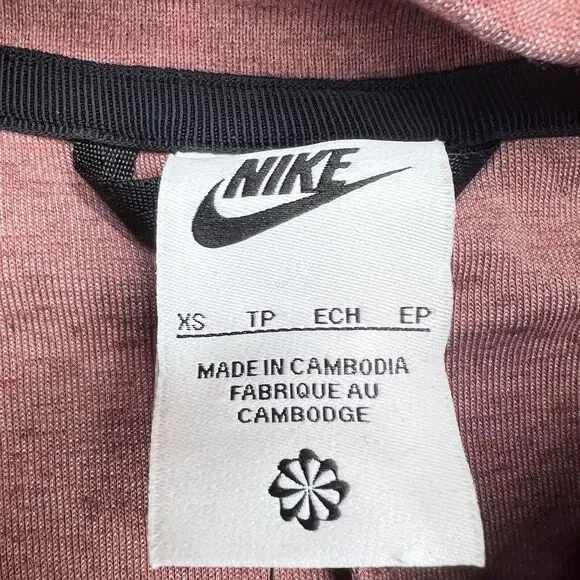 NIKE
XS TP ECH EP
MADE IN CAMBODIA
FABRIQUE AU
CAMBODGE